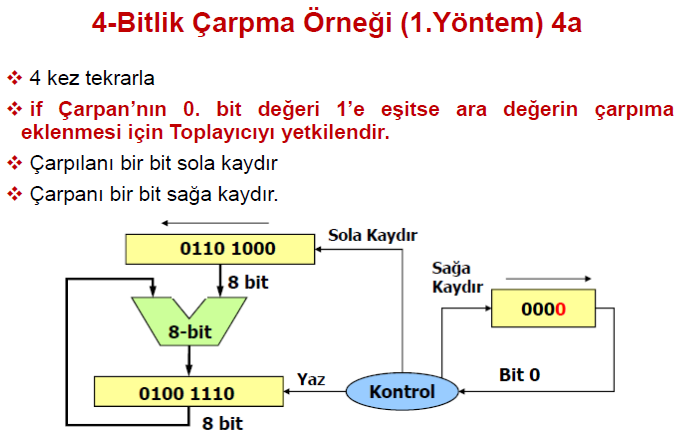 4-Bitlik Çarpma Örneği (1.Yöntem) 4a
❖ 4 kez tekrarla
❖ if Çarpan’nın 0. bit değeri 1’e eşitse ara değerin çarpıma
eklenmesi için Toplayıcıyı yetkilendir.
❖ Çarpılanı bir bit sola kaydır
❖ Çarpanı bir bit sağa kaydır.
0110 1000
Sola Kaydır
8 bit
Sağa
Kaydır
0000
8-bit
Yaz
Kontrol
Bit 0
0100 1110
8 bit